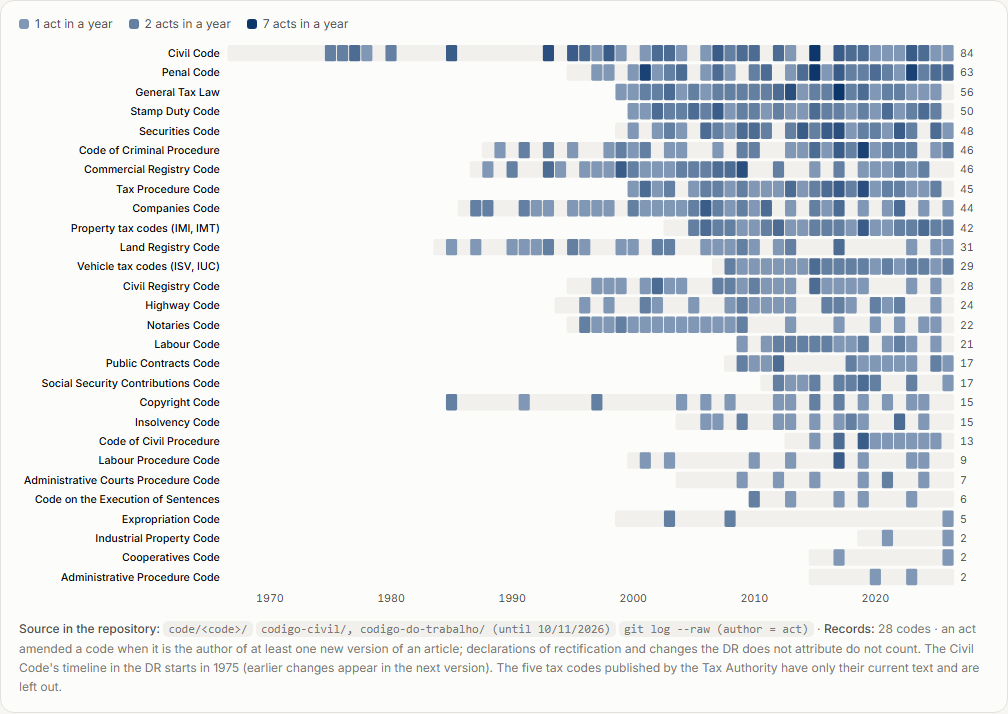 1 act in a year 2 acts in a year 7 acts in a year
Civil Code 84
Penal Code 63
General Tax Law 56
Stamp Duty Code 50
Securities Code 48
Code of Criminal Procedure 46
Commercial Registry Code 46
Tax Procedure Code 45
Companies Code 44
Property tax codes (IMI, IMT) 42
Land Registry Code 31
Vehicle tax codes (ISV, IUC) 29
Civil Registry Code 28
Highway Code 24
Notaries Code 22
Labour Code 21
Public Contracts Code 17
Social Security Contributions Code 17
Copyright Code 15
Insolvency Code 15
Code of Civil Procedure 13
Labour Procedure Code 9
Administrative Courts Procedure Code 7
Code on the Execution of Sentences 6
Expropriation Code 5
Industrial Property Code 2
Cooperatives Code 2
Administrative Procedure Code 2
1970 1980 1990 2000 2010 2020
Source in the repository: code/<code>/ codigo-civil/, codigo-do-trabalho/ (until 10/11/2026) git log --raw (author = act) · Records: 28 codes · an act
amended a code when it is the author of at least one new version of an article; declarations of rectification and changes the DR does not attribute do not count. The Civil
Code's timeline in the DR starts in 1975 (earlier changes appear in the next version). The five tax codes published by the Tax Authority have only their current text and are
left out.